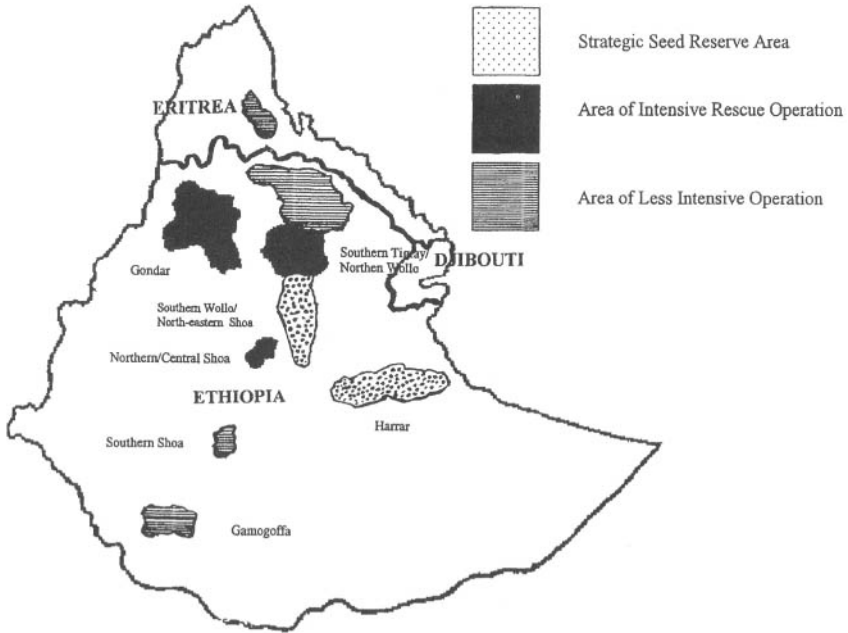 Strategic Seed Reserve Area
ERITREA
Area of Intensive Rescue Operation
Area of Less Intensive Operation
Southern Tigray/
Northen Wollo
DJIBOUTI
Gondar
Southern Wollo/
North-eastern Shoa
Northern/Central Shoa
ETHIOPIA
Harrar
Southern Shoa
Gamogoffa